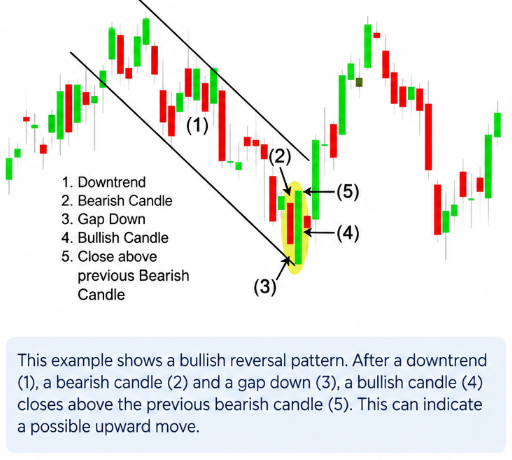 (1)
(2)
(5)
(4)
(3)
1. Downtrend
2. Bearish Candle
3. Gap Down
4. Bullish Candle
5. Close above
previous Bearish
Candle
This example shows a bullish reversal pattern. After a downtrend
(1), a bearish candle (2) and a gap down (3), a bullish candle (4)
closes above the previous bearish candle (5). This can indicate
a possible upward move.